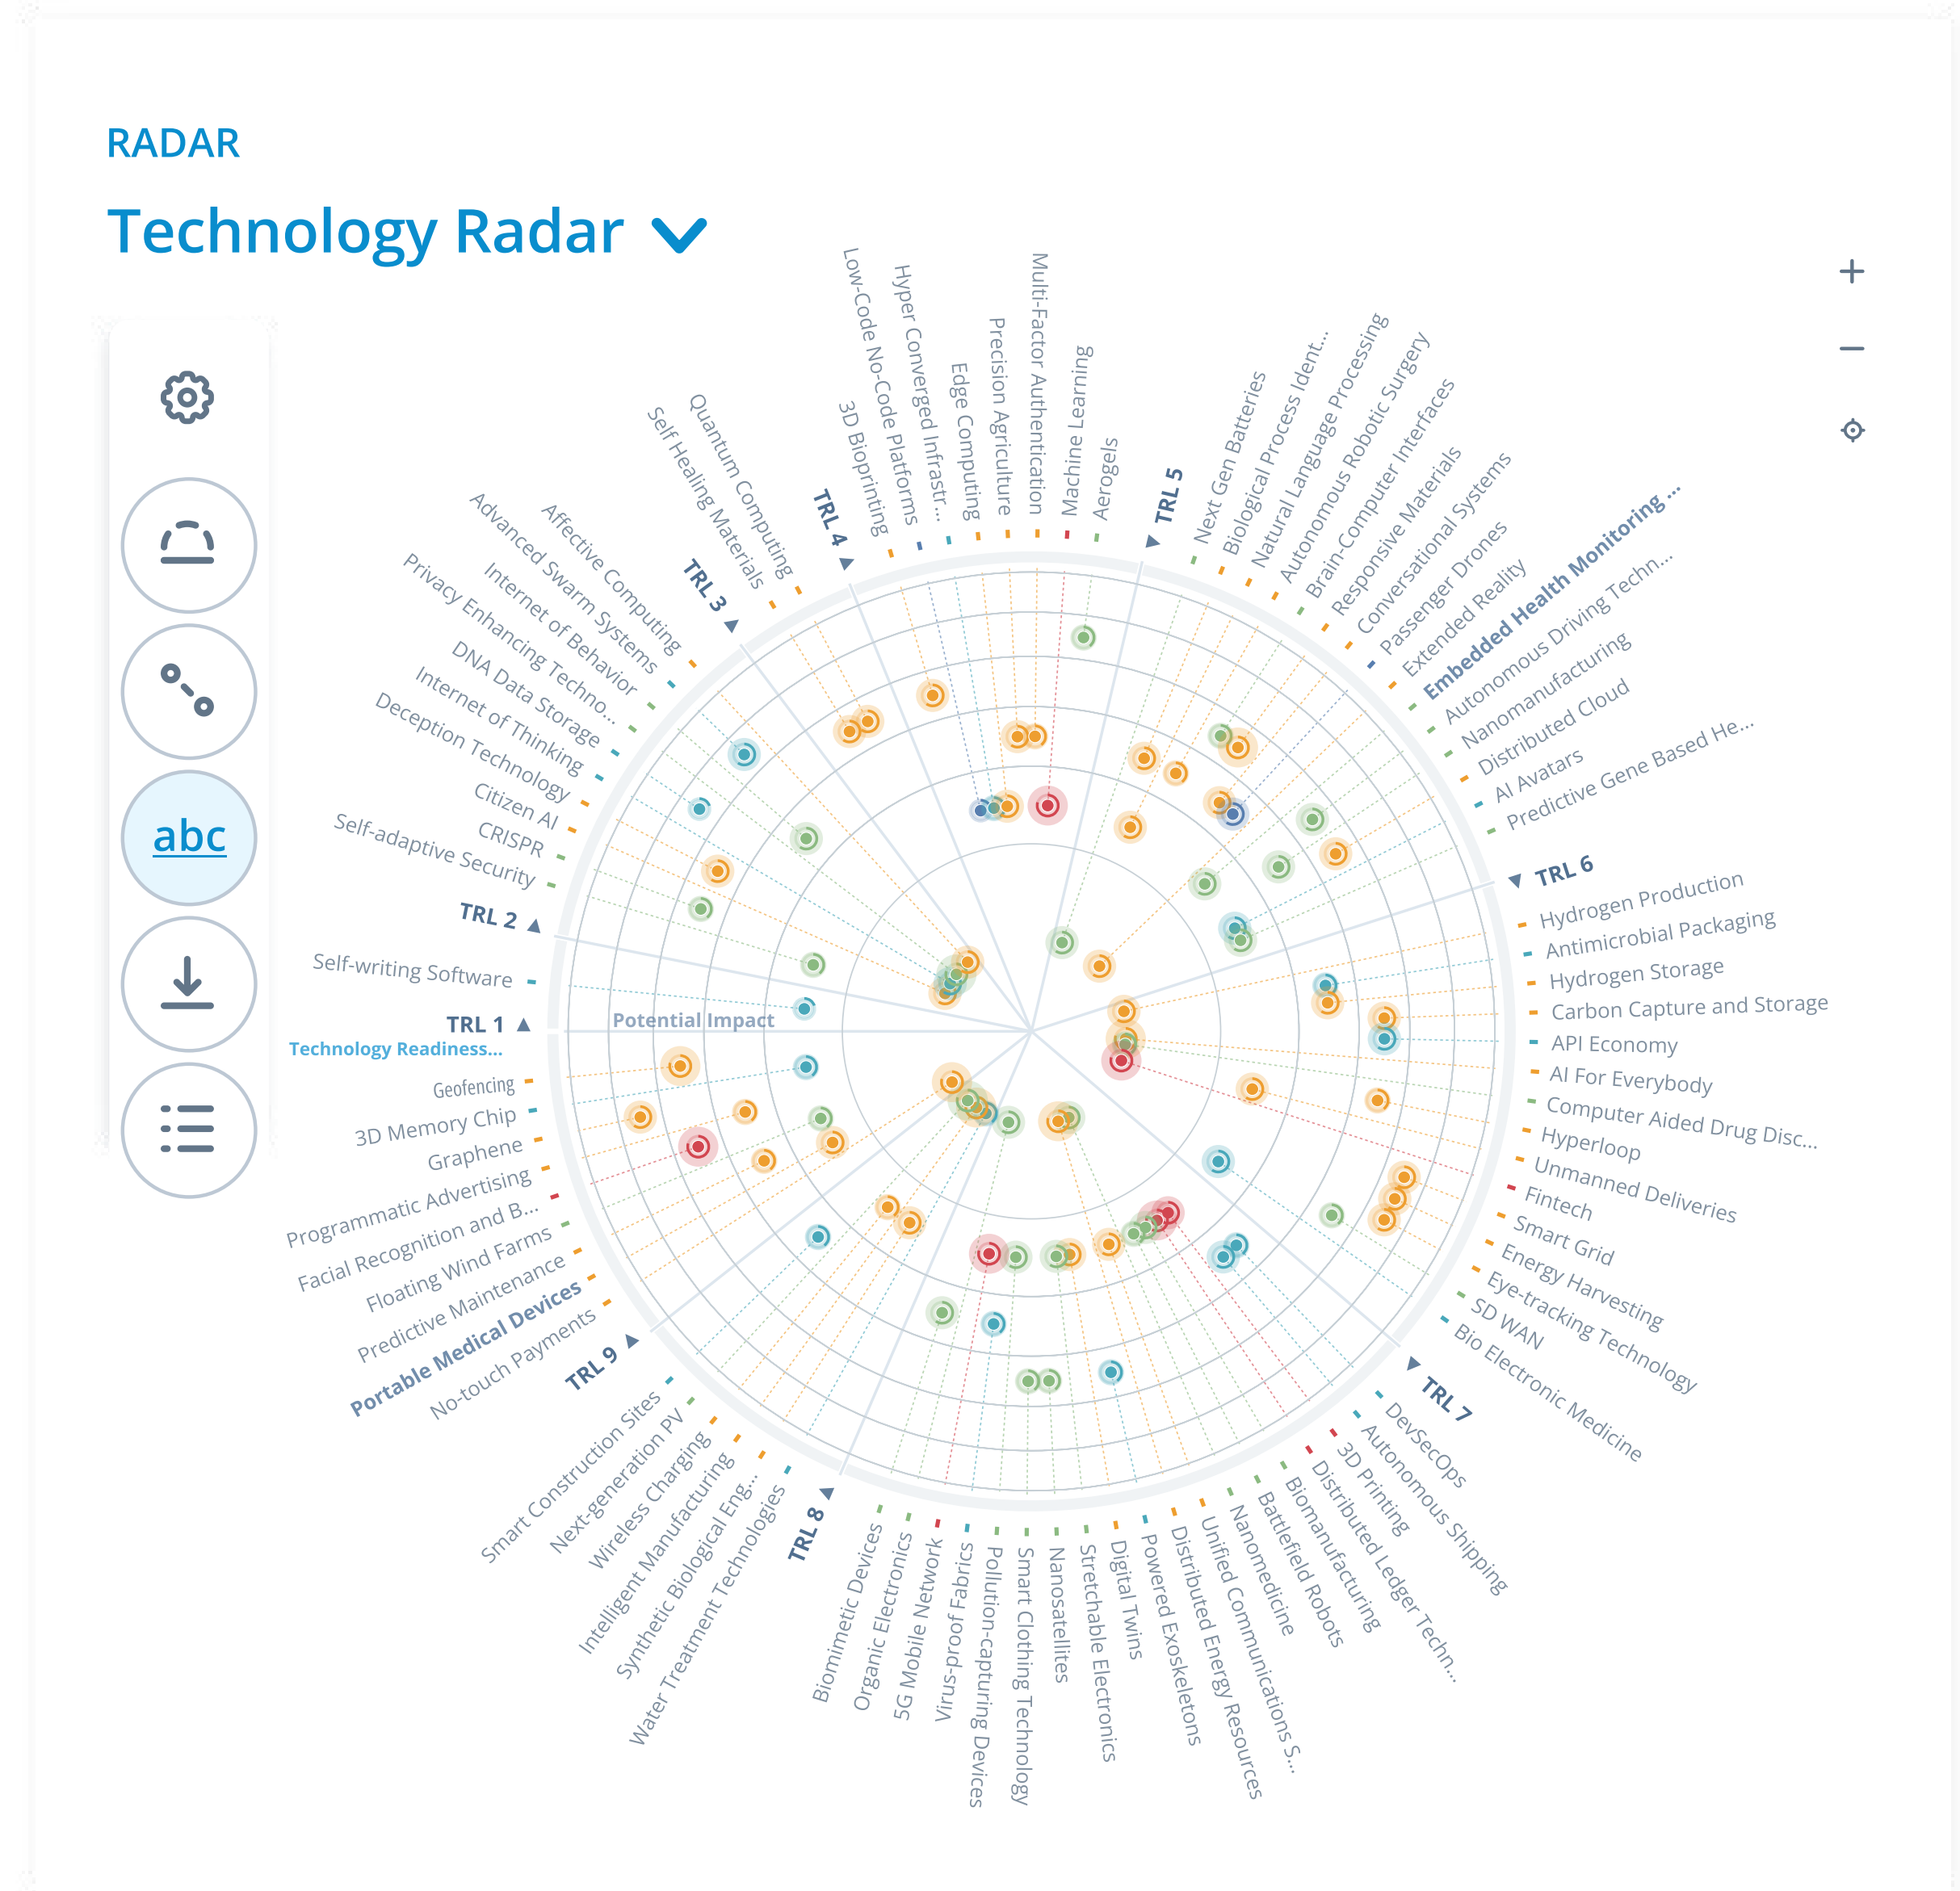 RADAR
Technology Radar
abc
TRL 1
Technology Readiness...
Potential Impact
Self-writing Software
TRL 2
Self-adaptive Security
CRISPR
Citizen AI
Deception Technology
Internet of Thinking
DNA Data Storage
Privacy Enhancing Techno...
Internet of Behavior
Advanced Swarm Systems
Affective Computing
TRL 3
Self Healing Materials
Quantum Computing
TRL 4
3D Bioprinting
Low-Code No-Code Platforms
Hyper Converged Infrastr...
Edge Computing
Precision Agriculture
Multi-Factor Authentication
Machine Learning
Aerogels
TRL 5
Next Gen Batteries
Biological Process Ident...
Natural Language Processing
Autonomous Robotic Surgery
Brain-Computer Interfaces
Responsive Materials
Conversational Systems
Passenger Drones
Extended Reality
Embedded Health Monitoring ...
Autonomous Driving Techn...
Nanomanufacturing
Distributed Cloud
AI Avatars
Predictive Gene Based He...
TRL 6
Hydrogen Production
Antimicrobial Packaging
Hydrogen Storage
Carbon Capture and Storage
API Economy
AI For Everybody
Computer Aided Drug Disc...
Hyperloop
Unmanned Deliveries
Fintech
Smart Grid
Energy Harvesting
Eye-tracking Technology
SD WAN
Bio Electronic Medicine
TRL 7
DevSecOps
Autonomous Shipping
3D Printing
Distributed Ledger Techn...
Biomanufacturing
Battlefield Robots
Nanomedicine
Unified Communications S...
Distributed Energy Resources
Powered Exoskeletons
Digital Twins
Stretchable Electronics
Nanosatellites
Smart Clothing Technology
Pollution-capturing Devices
Virus-proof Fabrics
5G Mobile Network
Organic Electronics
Biomimetic Devices
TRL 8
Water Treatment Technologies
Synthetic Biological Eng...
Intelligent Manufacturing
Wireless Charging
Next-generation PV
Smart Construction Sites
TRL 9
No-touch Payments
Portable Medical Devices
Predictive Maintenance
Floating Wind Farms
Facial Recognition and B...
Programmatic Advertising
Graphene
3D Memory Chip
Geofencing